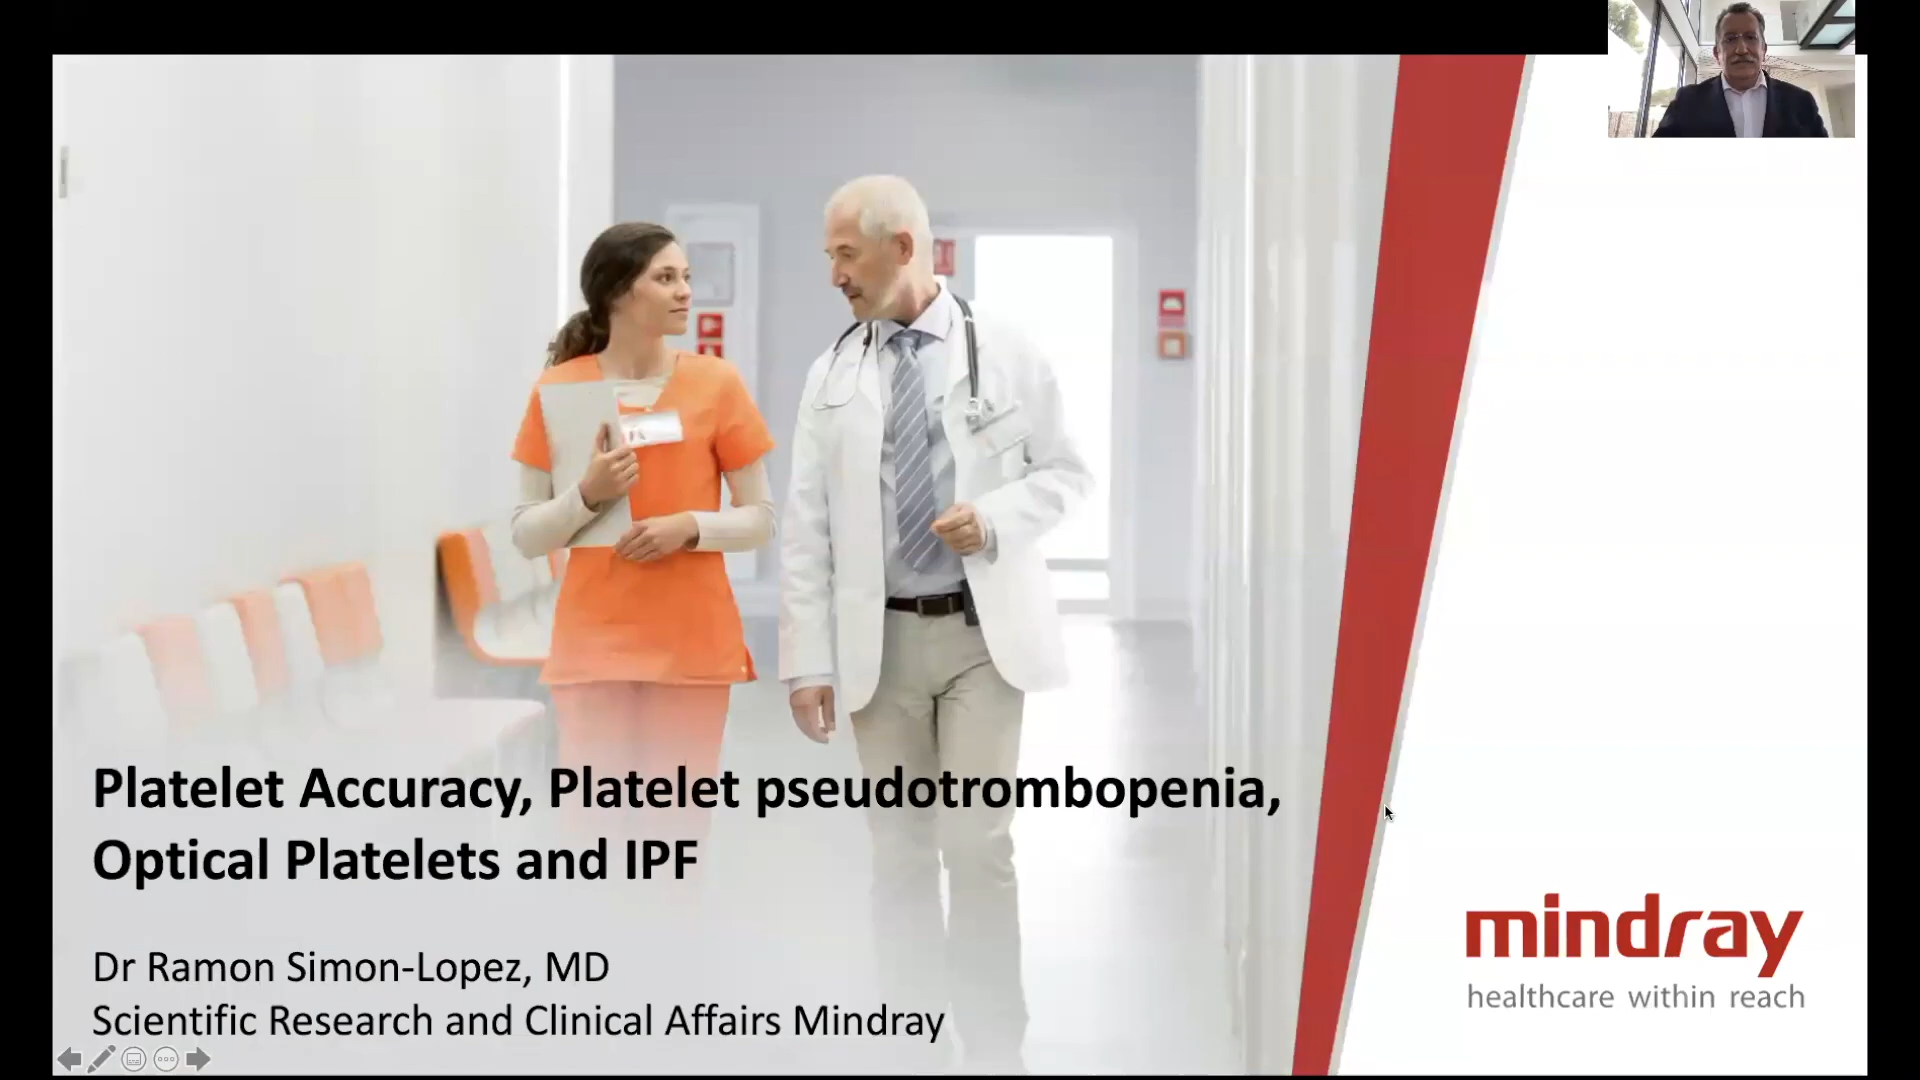 Platelet Accuracy, Platelet pseudotrombopenia,
Optical Platelets and IPF
Dr Ramon Simon-Lopez, MD
Scientific Research and Clinical Affairs Mindray
mindray
healthcare within reach